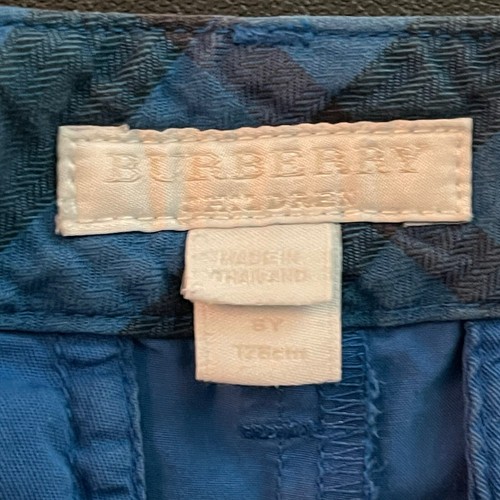 BURBERRY
CHILDREN
MADE IN
THAILAND
8Y
128cm